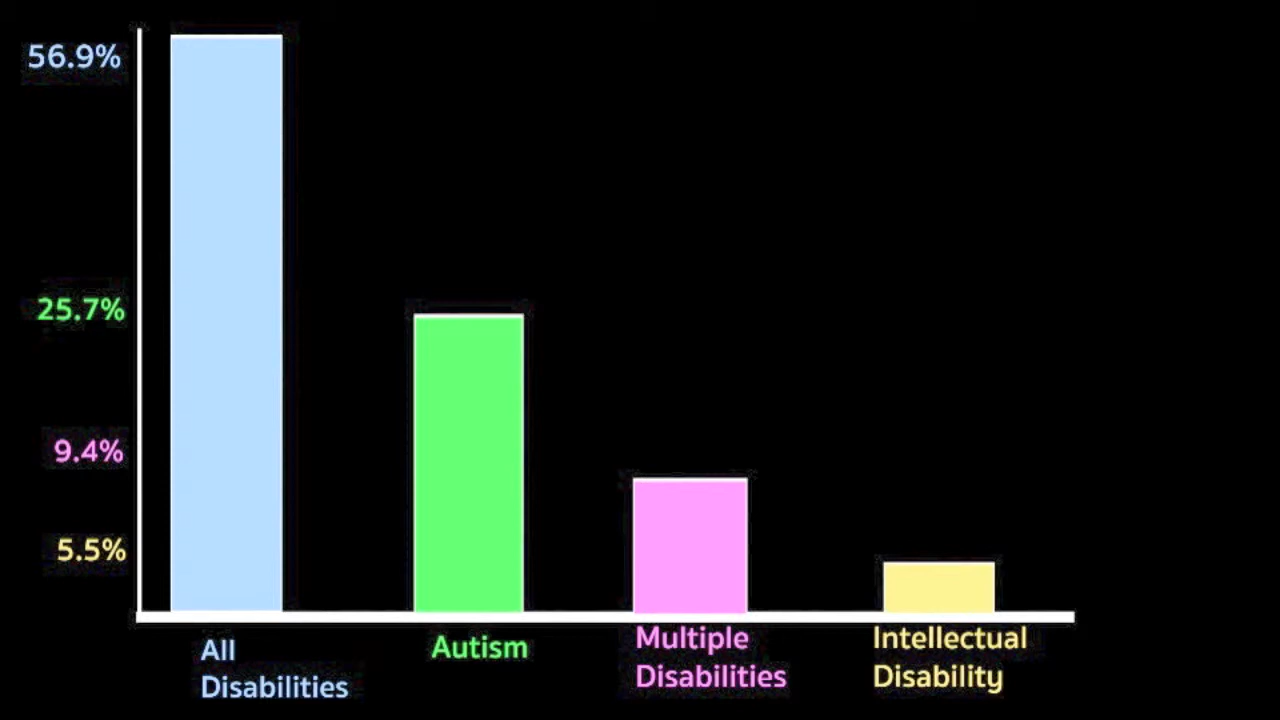 56.9%
25.7%
9.4%
5.5%
All
Disabilities
Autism
Multiple
Disabilities
Intellectual
Disability